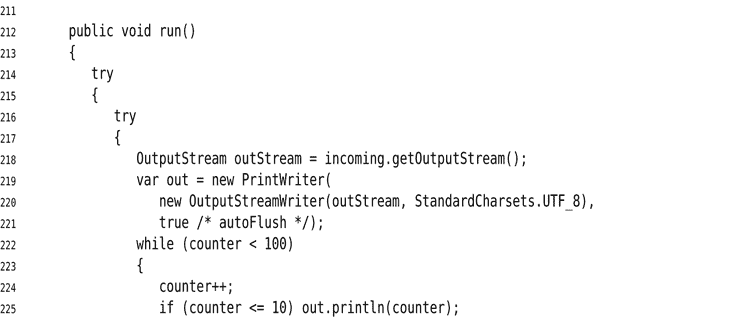 211
212 public void run()
213 {
214 try
215 {
216 try
217 {
218 OutputStream outStream = incoming.getOutputStream();
219 var out = new PrintWriter(
220 new OutputStreamWriter(outStream, StandardCharsets.UTF_8),
221 true /* autoFlush */);
222 while (counter < 100)
223 {
224 counter++;
225 if (counter <= 10) out.println(counter);